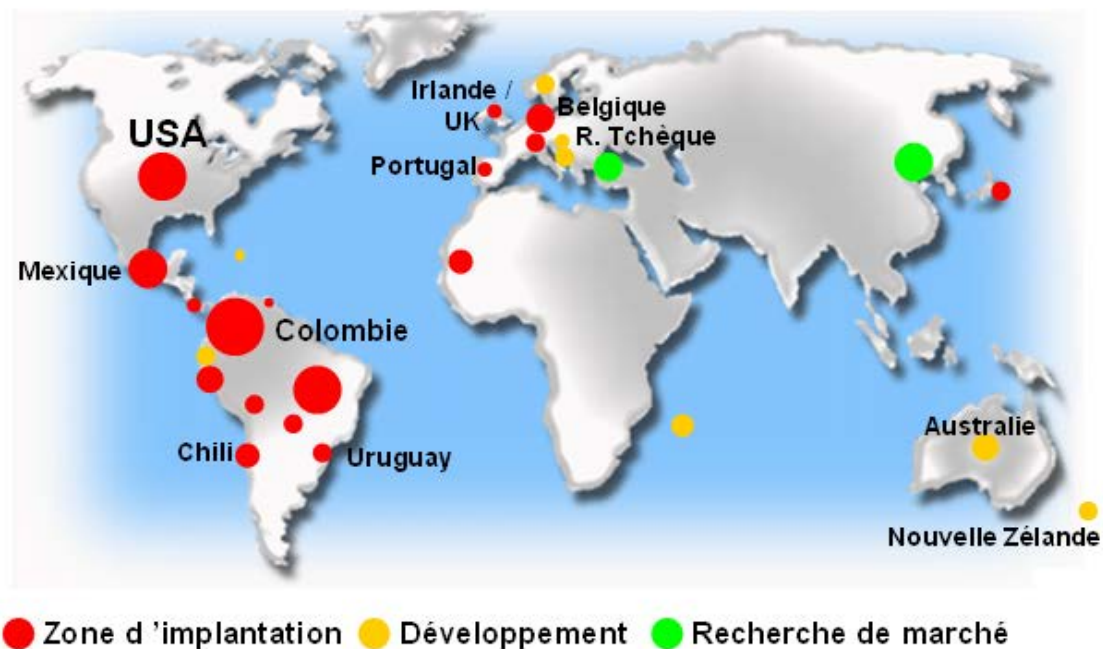 Irlande /
UK
Belgique
R. Tchèque
USA
Portugal
Mexique
Colombie
Chili
Uruguay
Australie
Nouvelle Zélande
Zone d 'implantation
Développement
Recherche de marché